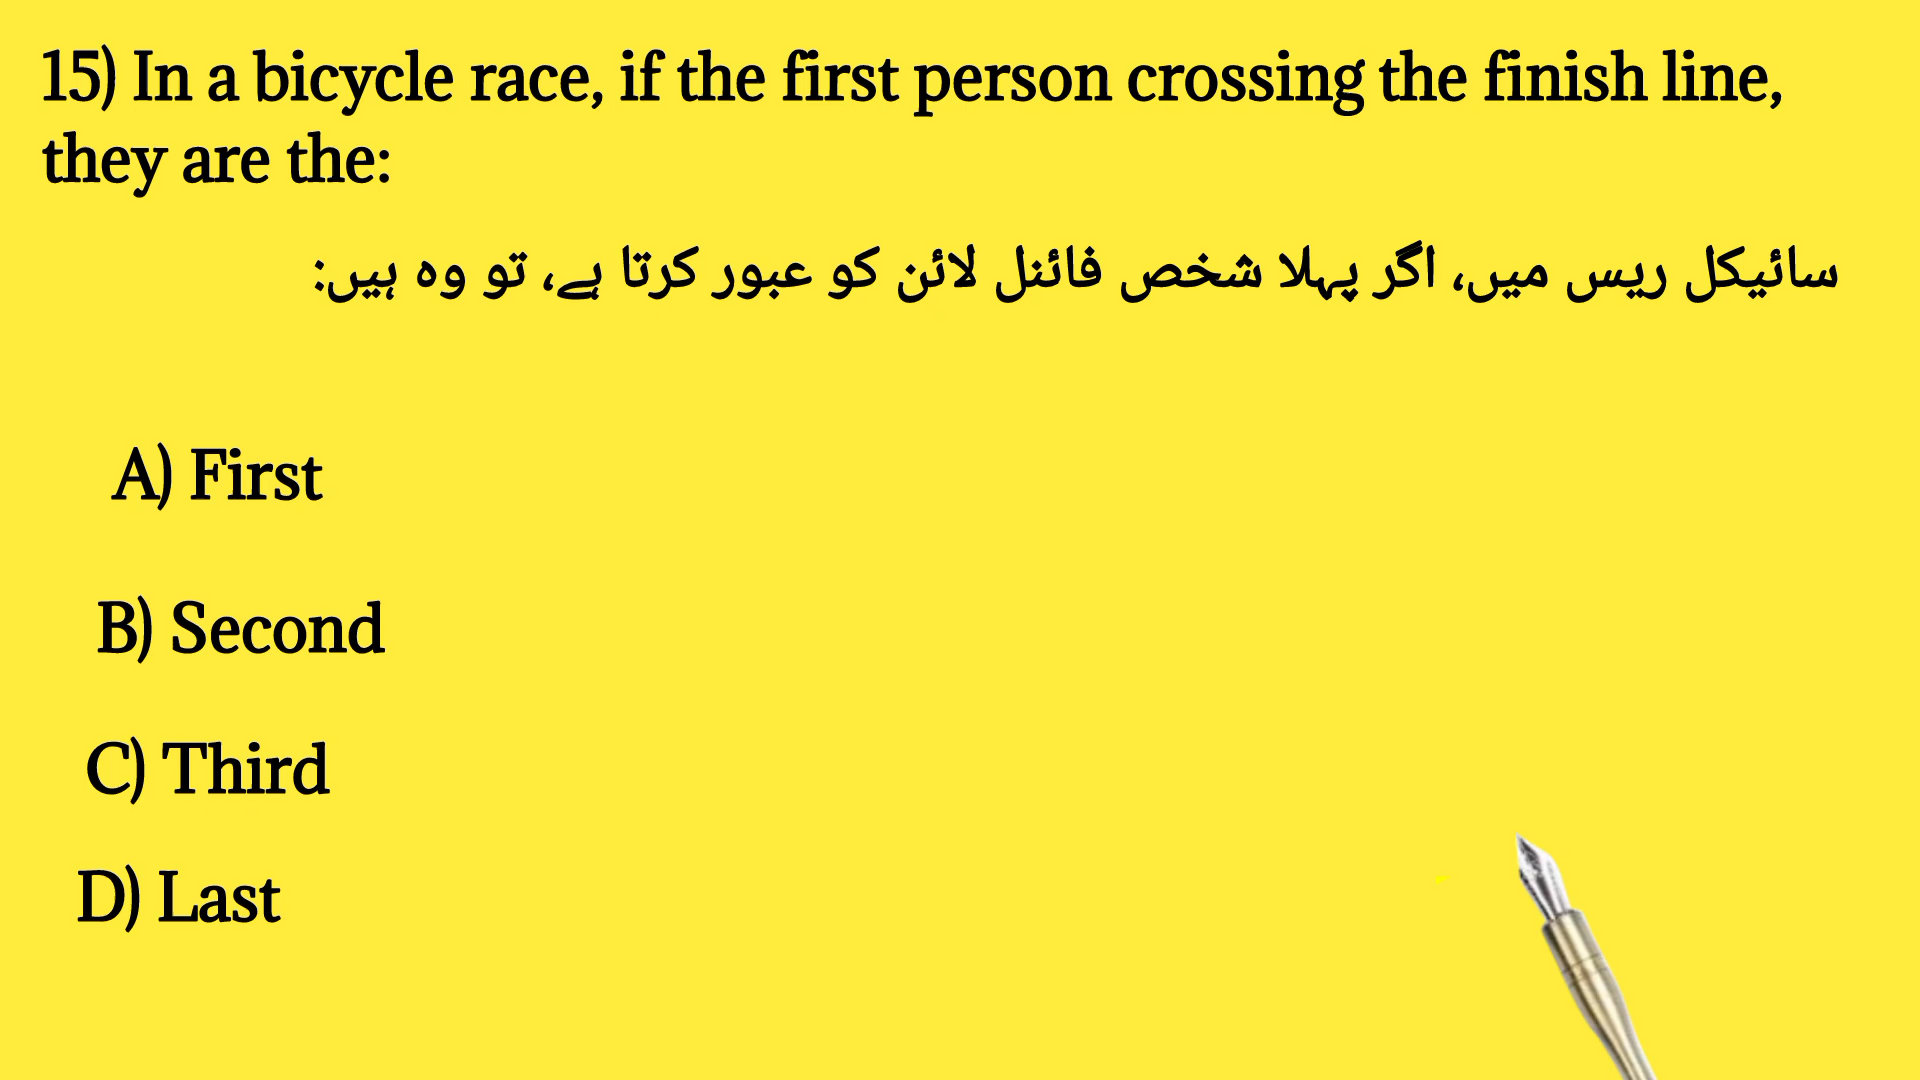 15) In a bicycle race, if the first person crossing the finish line,
they are the:
سائیکل ریس میں، اگر پہلا شخص فائنل لائن کو عبور کرتا ہے، تو وہ ہیں:
A) First
B) Second
C) Third
D) Last